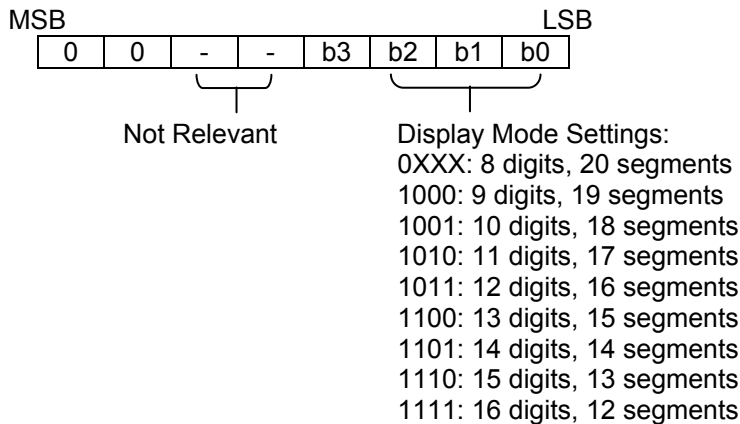 MSB LSB
0 0 - - b3 b2 b1 b0
Not Relevant Display Mode Settings:
0XXX: 8 digits, 20 segments
1000: 9 digits, 19 segments
1001: 10 digits, 18 segments
1010: 11 digits, 17 segments
1011: 12 digits, 16 segments
1100: 13 digits, 15 segments
1101: 14 digits, 14 segments
1110: 15 digits, 13 segments
1111: 16 digits, 12 segments